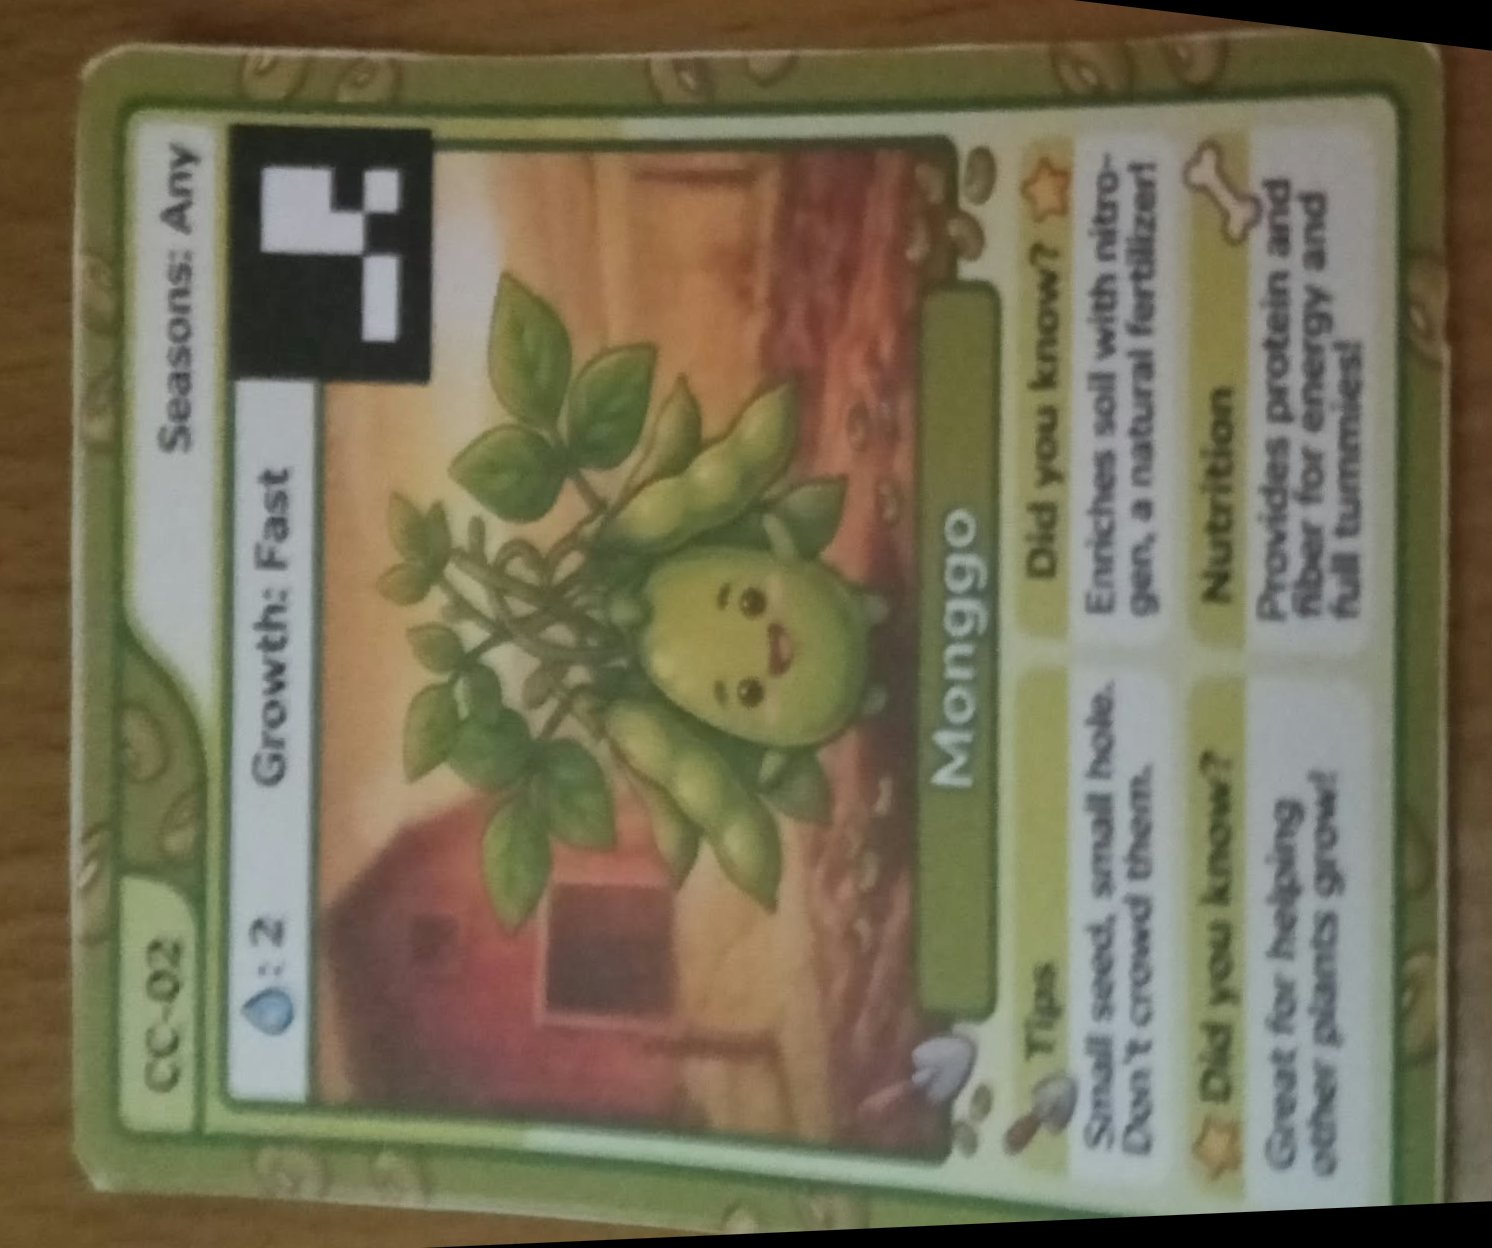 CC-02
Seasons: Any
: 2
Growth: Fast
Monggo
Tips
Small seed, small hole.
Don't crowd them.
Did you know?
Enriches soil with nitro-
gen, a natural fertilizer!
Did you know?
Great for helping
other plants grow!
Nutrition
Provides protein and
fiber for energy and
full tummies!